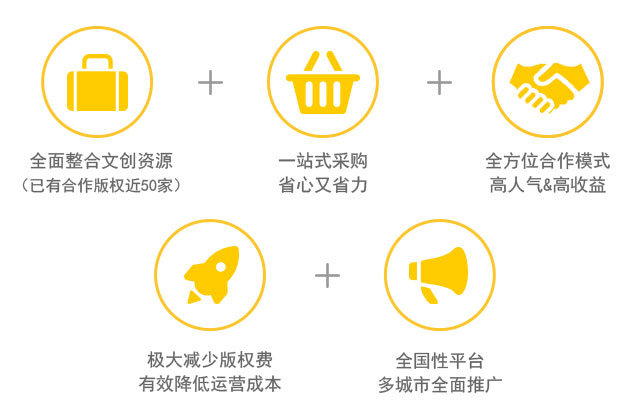 全面整合文创资源
（已有合作版权近50家）
一站式采购
省心又省力
全方位合作模式
高人气&高收益
极大减少版权费
有效降低运营成本
全国性平台
多城市全面推广